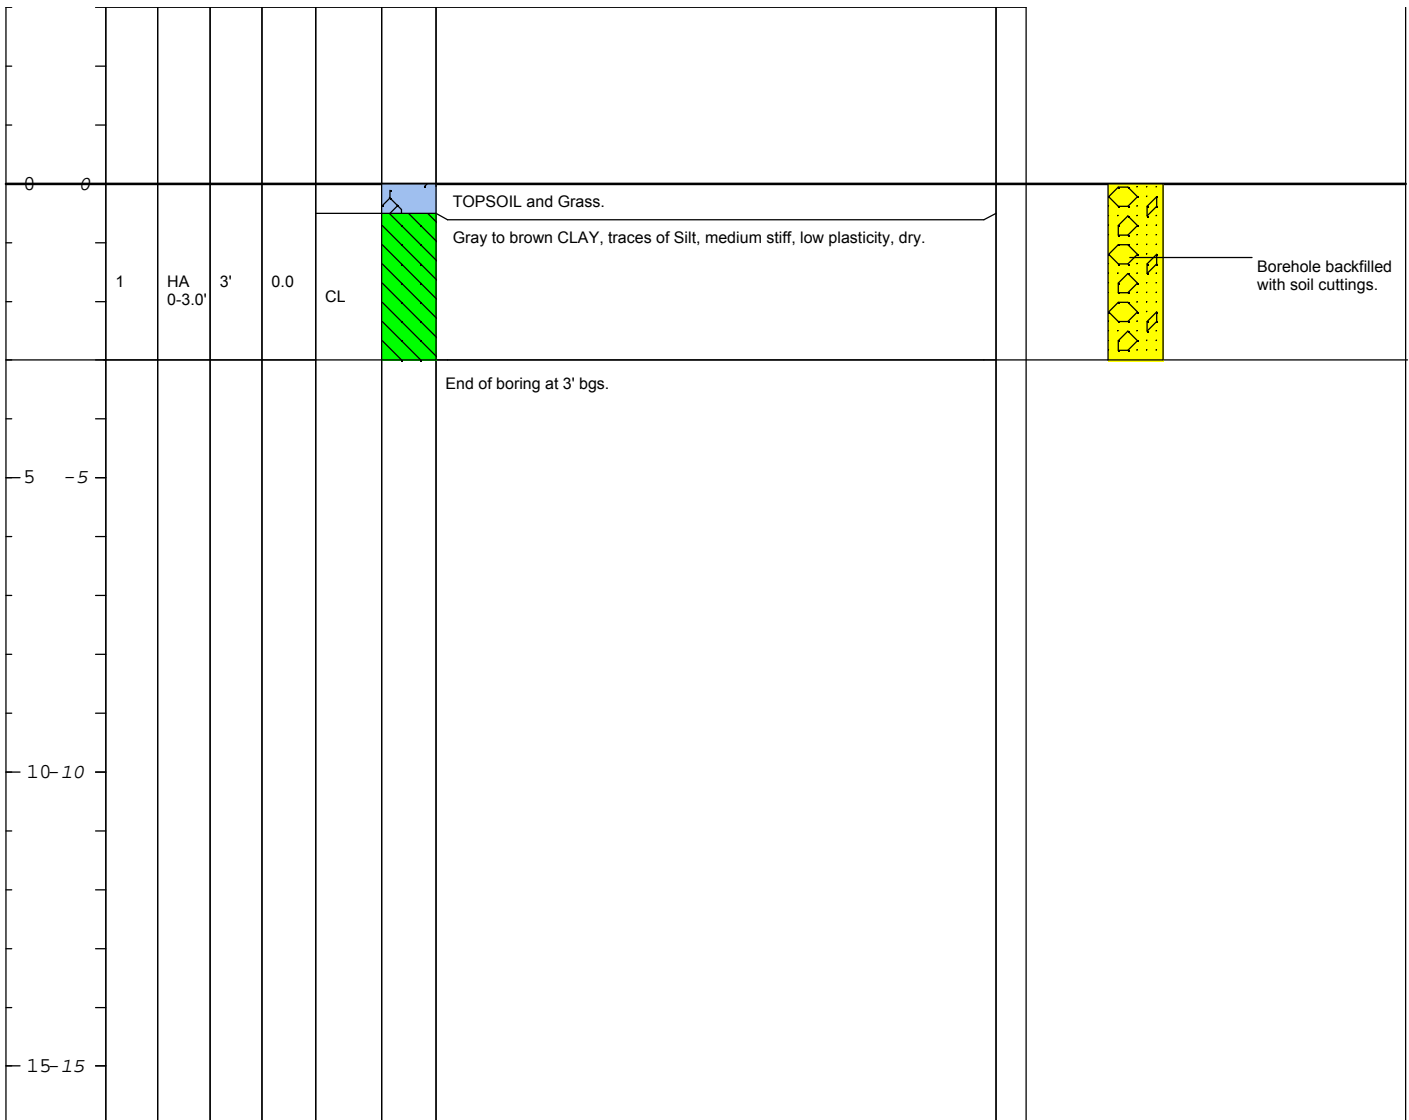 0 0
TOPSOIL and Grass.
Gray to brown CLAY, traces of Silt, medium stiff, low plasticity, dry.
1
HA
0-3.0'
3'
0.0
CL
Borehole backfilled
with soil cuttings.
End of boring at 3' bgs.
-5 -5
-10 -10
-15 -15